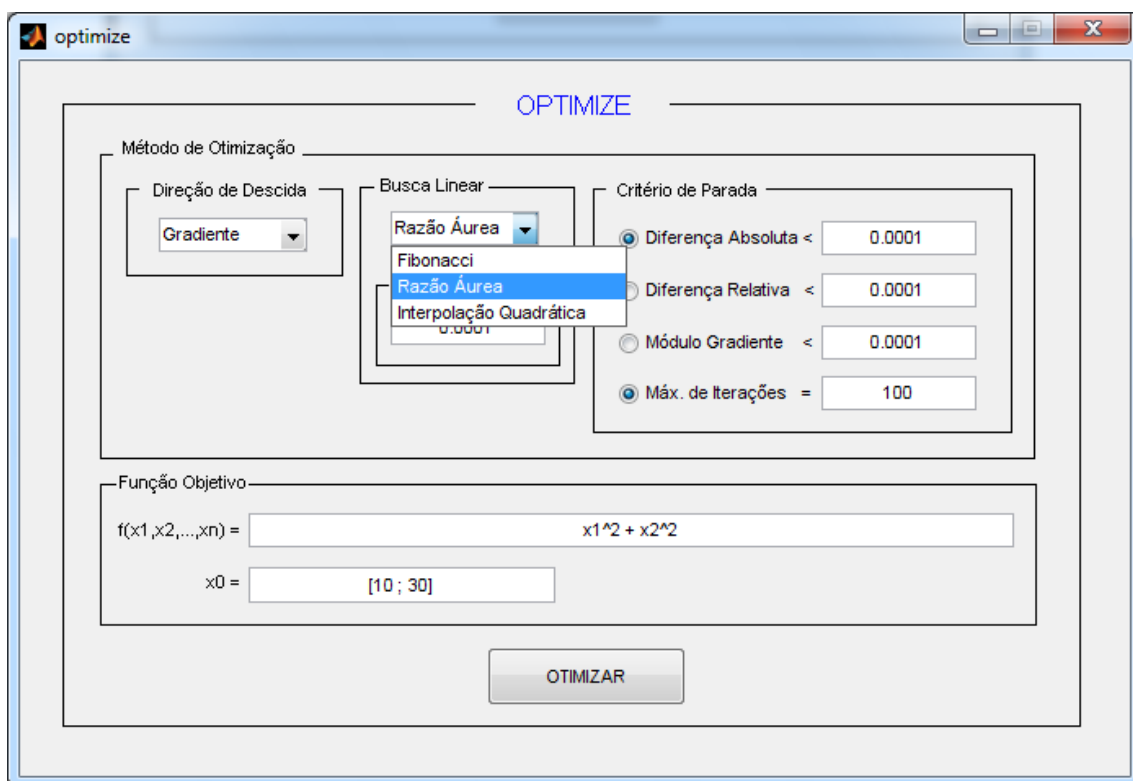 optimize
OPTIMIZE
Método de Otimização
Direção de Descida
Gradiente
Busca Linear
Razão Áurea
Fibonacci
Razão Áurea
Interpolação Quadrática
0.0001
Critério de Parada
Diferença Absoluta < 0.0001
Diferença Relativa < 0.0001
Módulo Gradiente < 0.0001
Máx. de Iterações = 100
Função Objetivo
f(x1,x2,...,xn) = x1^2 + x2^2
x0 = [10 ; 30]
OTIMIZAR